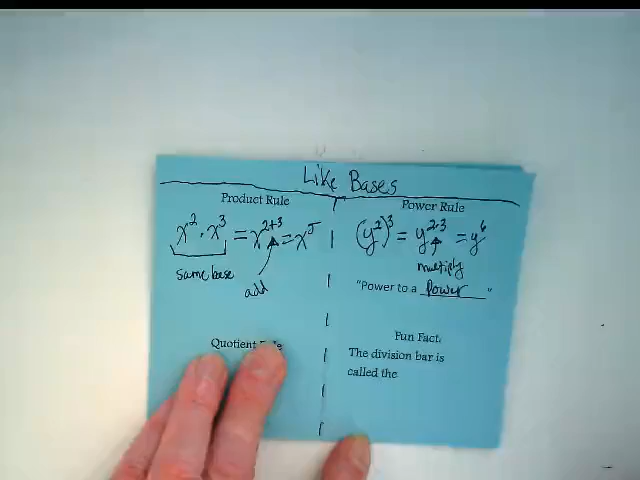 Like Bases
Product Rule
x² · x³ = x²⁺³ = x⁵
same base
add
Power Rule
(y²)³ = y²·³ = y⁶
multiply
"Power to a Power"
Quotient
Fun Fact:
The division bar is
called the